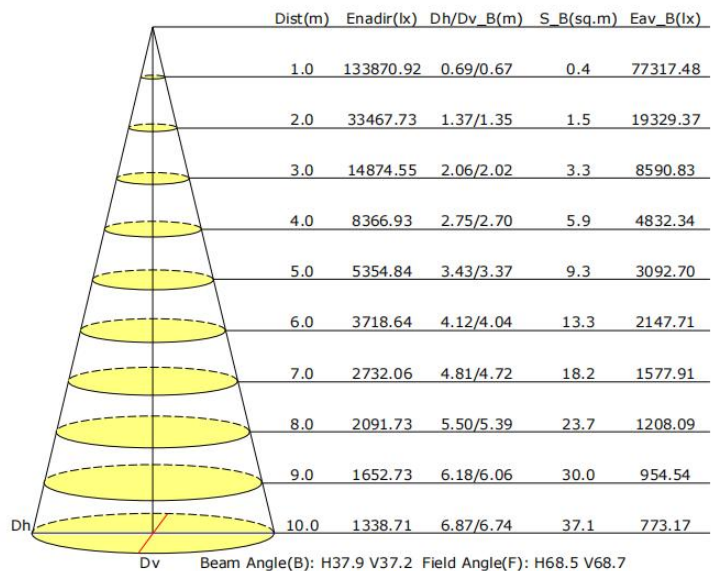 Dist(m) Enadir(lx) Dh/Dv_B(m) S_B(sq.m) Eav_B(lx)
1.0 133870.92 0.69/0.67 0.4 77317.48
2.0 33467.73 1.37/1.35 1.5 19329.37
3.0 14874.55 2.06/2.02 3.3 8590.83
4.0 8366.93 2.75/2.70 5.9 4832.34
5.0 5354.84 3.43/3.37 9.3 3092.70
6.0 3718.64 4.12/4.04 13.3 2147.71
7.0 2732.06 4.81/4.72 18.2 1577.91
8.0 2091.73 5.50/5.39 23.7 1208.09
9.0 1652.73 6.18/6.06 30.0 954.54
Dh 10.0 1338.71 6.87/6.74 37.1 773.17
Dv Beam Angle(B): H37.9 V37.2 Field Angle(F): H68.5 V68.7